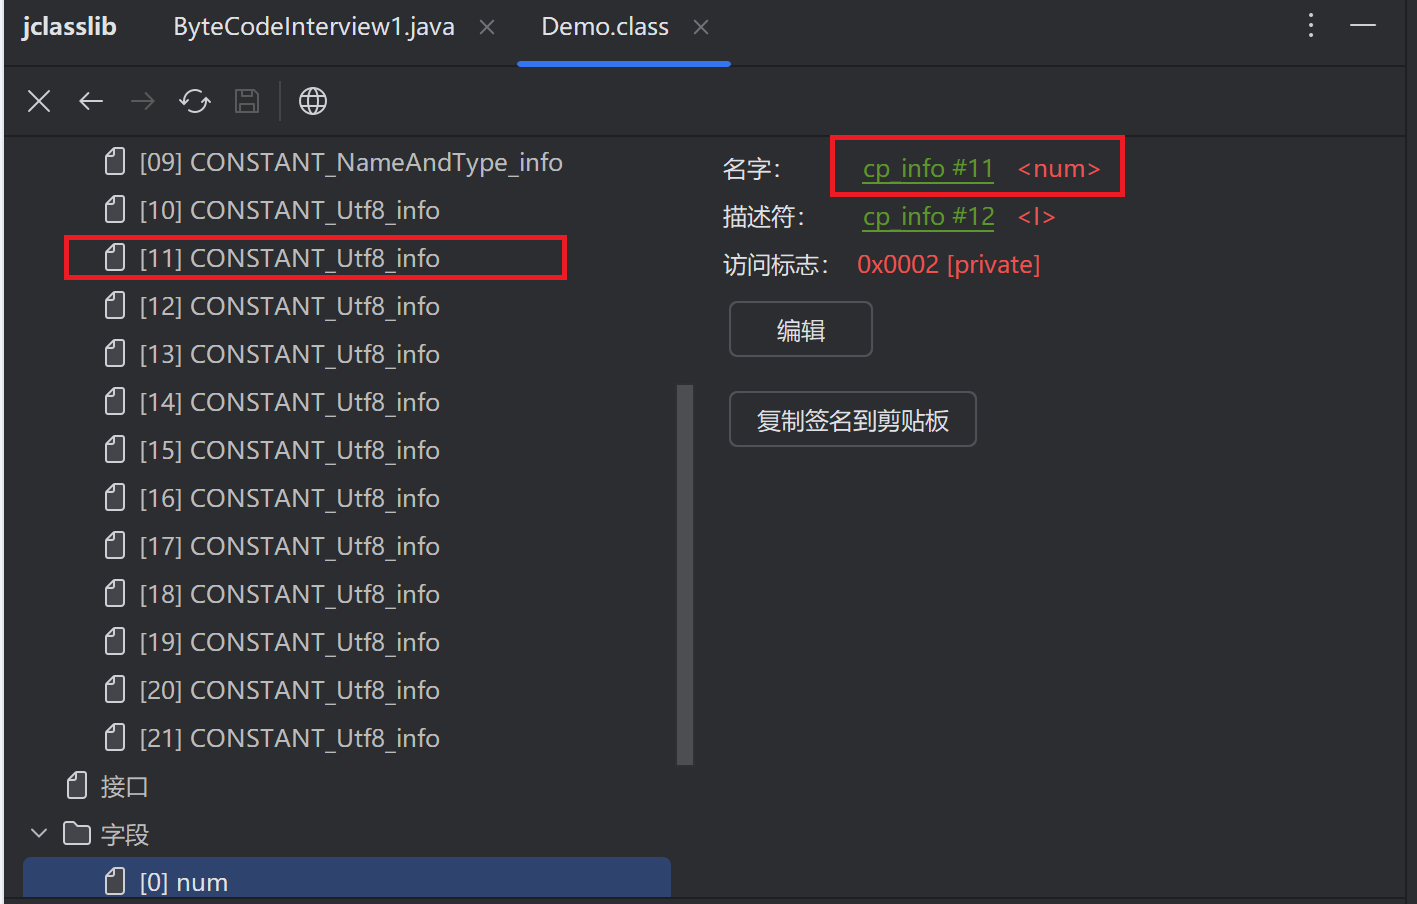 jclasslib ByteCodeInterview1.java Demo.class
[09] CONSTANT_NameAndType_info
[10] CONSTANT_Utf8_info
[11] CONSTANT_Utf8_info
[12] CONSTANT_Utf8_info
[13] CONSTANT_Utf8_info
[14] CONSTANT_Utf8_info
[15] CONSTANT_Utf8_info
[16] CONSTANT_Utf8_info
[17] CONSTANT_Utf8_info
[18] CONSTANT_Utf8_info
[19] CONSTANT_Utf8_info
[20] CONSTANT_Utf8_info
[21] CONSTANT_Utf8_info
接口
字段
[0] num
名字: cp_info #11 <num>
描述符: cp_info #12 <I>
访问标志: 0x0002 [private]
编辑
复制签名到剪贴板